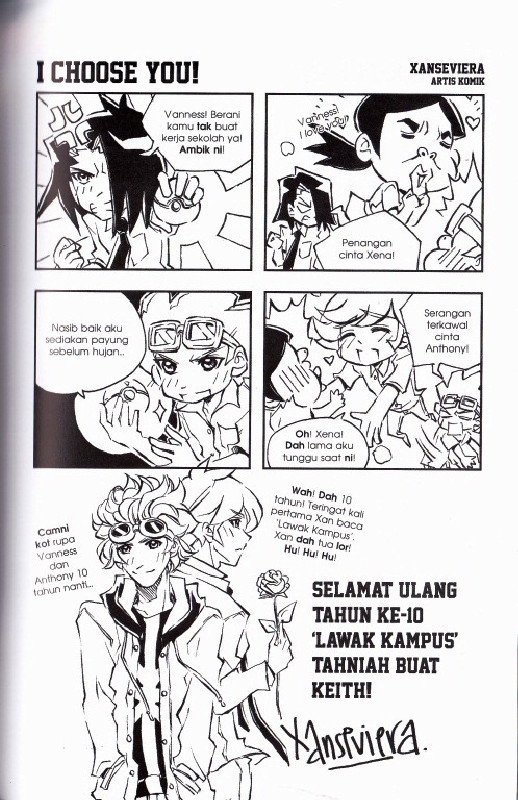 I CHOOSE YOU!
XANSEVIERA
ARTIS KOMIK
'Vanness! Berani
kamu tak buat
kerja sekolah ya!
Ambik ni!
Vanness!
I love you!
Penangan
cinta Xena!
Nasib baik aku
sediakan payung
sebelum hujan..
Serangan
terkawal
cinta
Anthony!!
Oh! Xena!
Dah lama aku
tunggu saat ni!
Wah! Dah 10
tahun! Teringat kali
pertama Xan baca
'Lawak Kampus'.
Xan dah tua lor!
Hu! Hu! Hu!
Camni
kot rupa
Vanness
dan
Anthony 10
tahun nanti...
SELAMAT ULANG
TAHUN KE-10
'LAWAK KAMPUS'
TAHNIAH BUAT
KEITH!
Xanseviera.